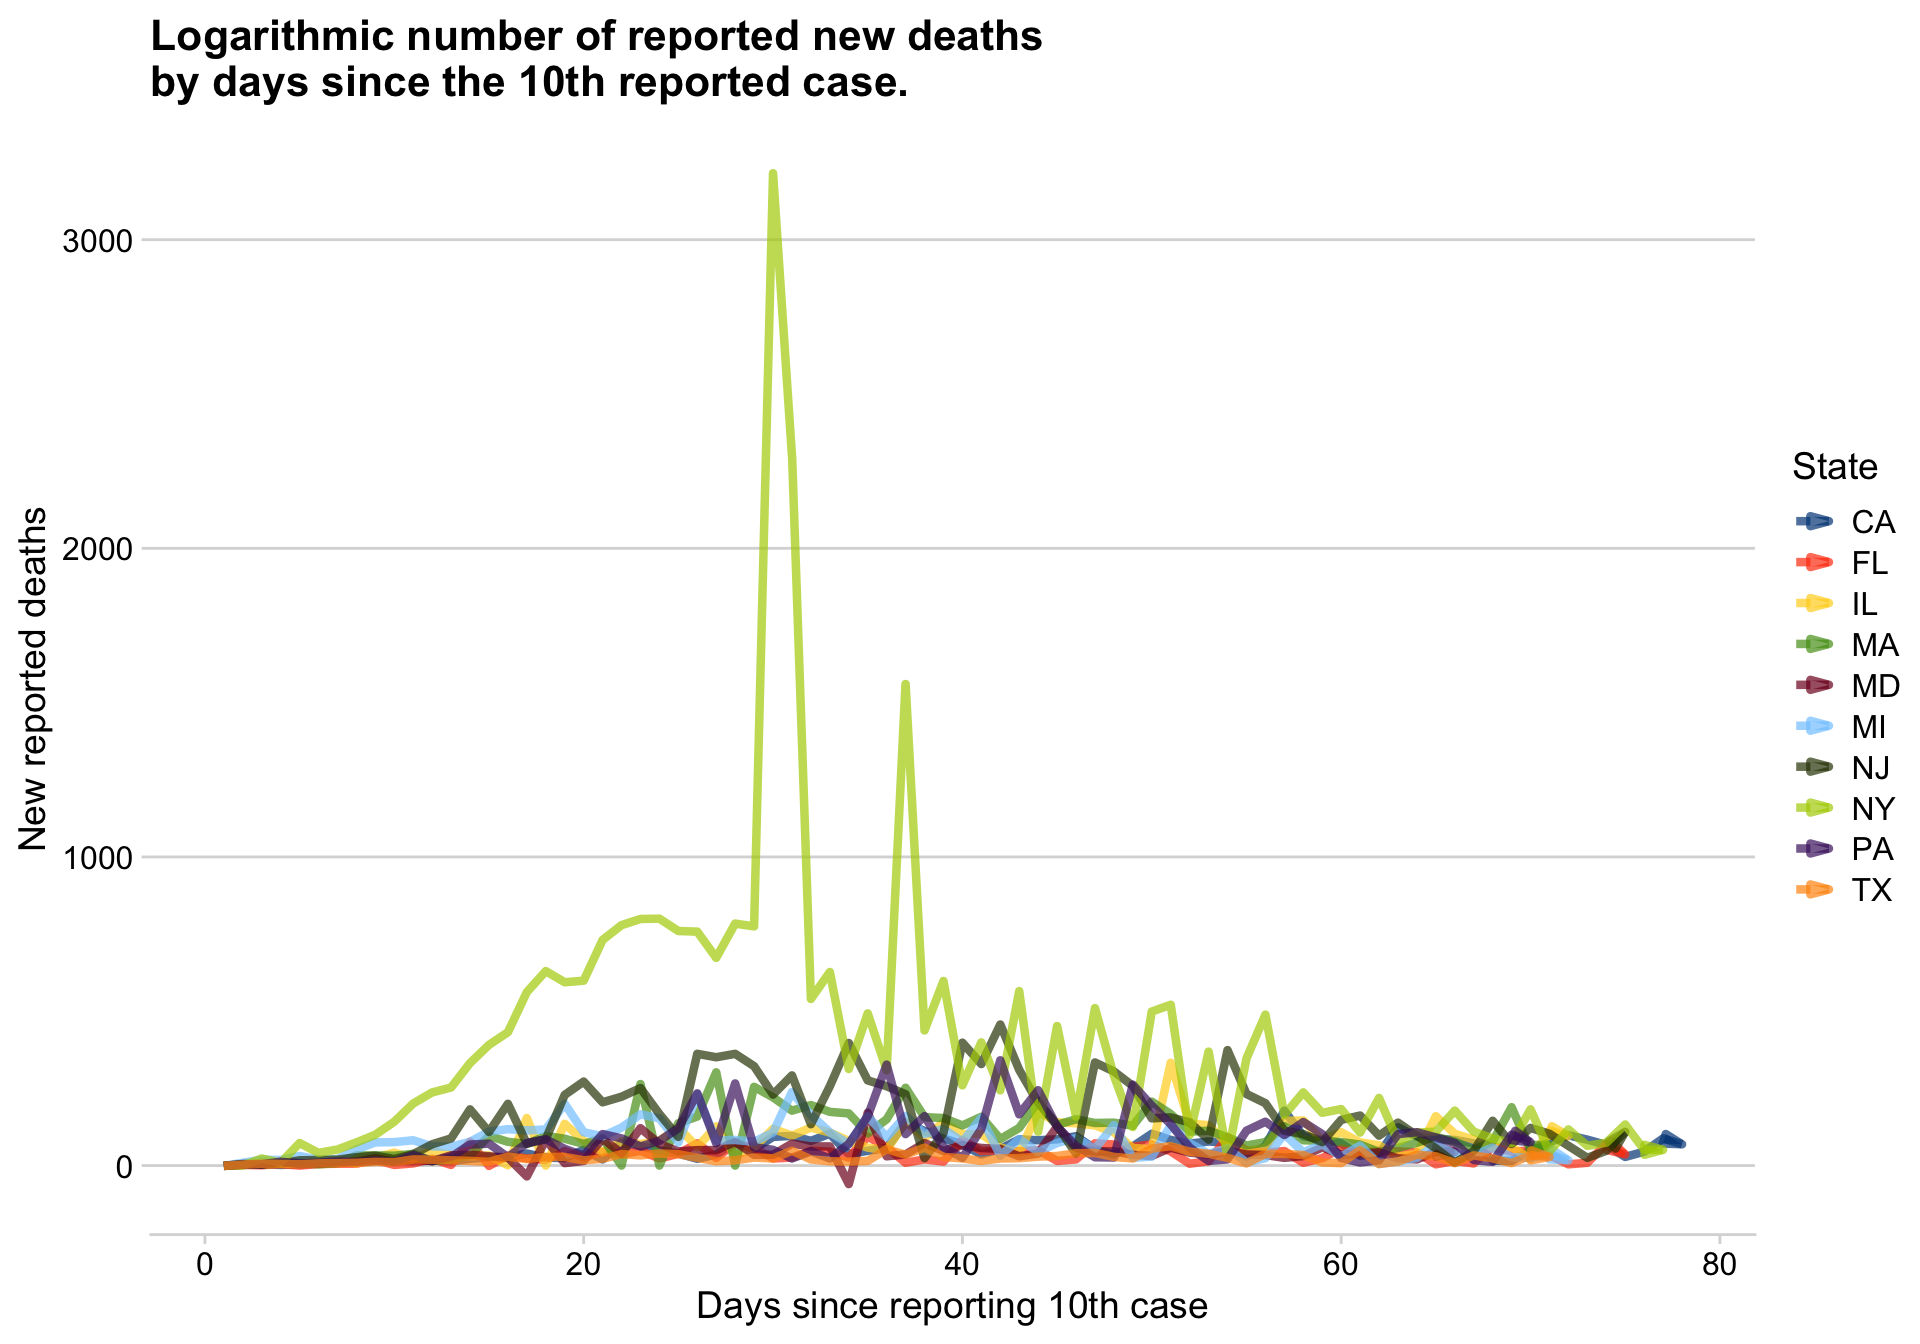 Logarithmic number of reported new deaths
by days since the 10th reported case.
New reported deaths
3000
2000
1000
0
0
20
40
60
80
Days since reporting 10th case
State
CA
FL
IL
MA
MD
MI
NJ
NY
PA
TX